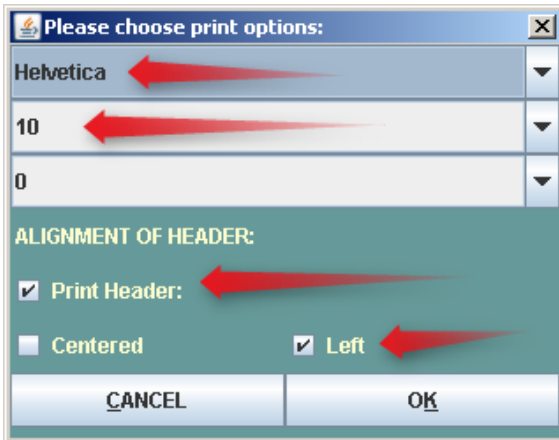 Please choose print options:
Helvetica
10
0
ALIGNMENT OF HEADER:
Print Header:
Centered Left
CANCEL OK